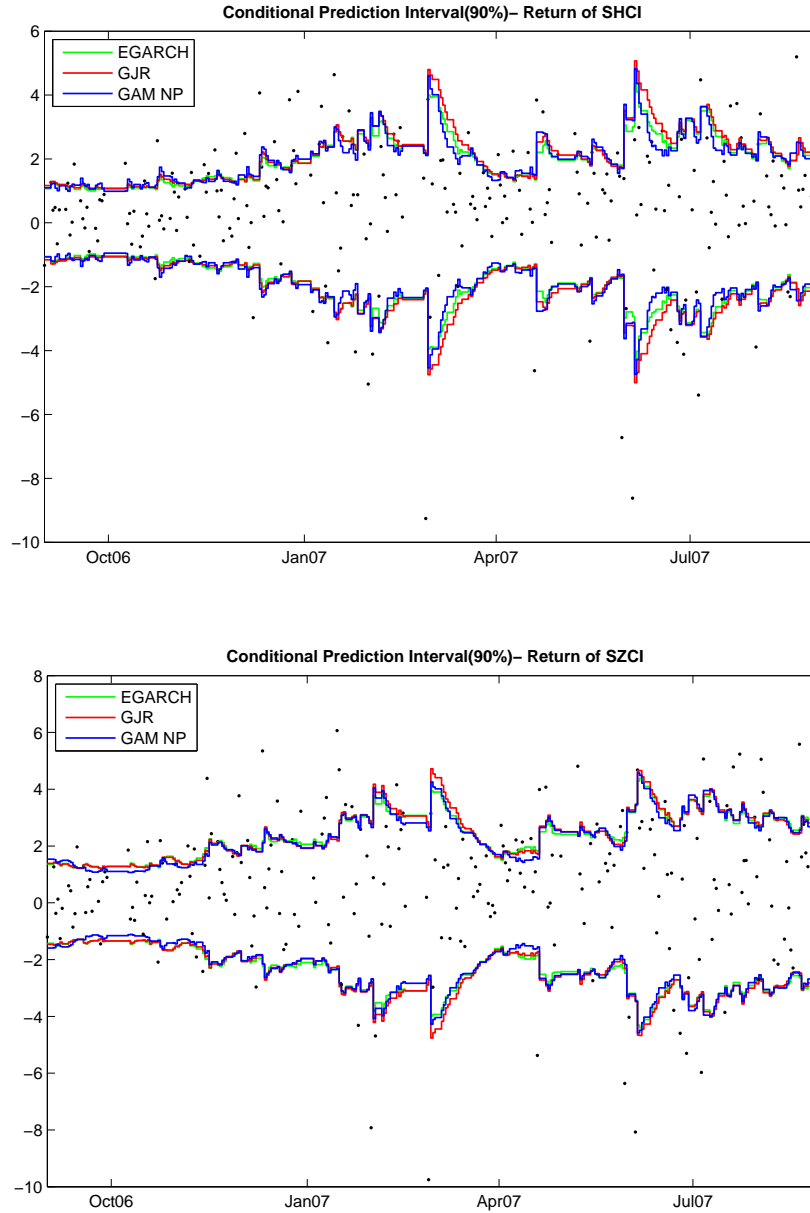 Conditional Prediction Interval(90%)− Return of SHCI
6
EGARCH
GJR
GAM NP
4
2
0
−2
−4
−6
−8
−10
Oct06 Jan07 Apr07 Jul07
Conditional Prediction Interval(90%)− Return of SZCI
8
EGARCH
GJR
GAM NP
6
4
2
0
−2
−4
−6
−8
−10
Oct06 Jan07 Apr07 Jul07